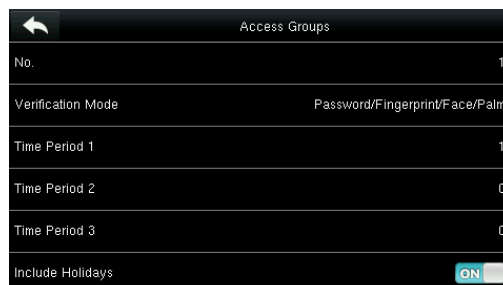 Access Groups
No. 1
Verification Mode Password/Fingerprint/Face/Palm
Time Period 1 1
Time Period 2 0
Time Period 3 0
Include Holidays ON